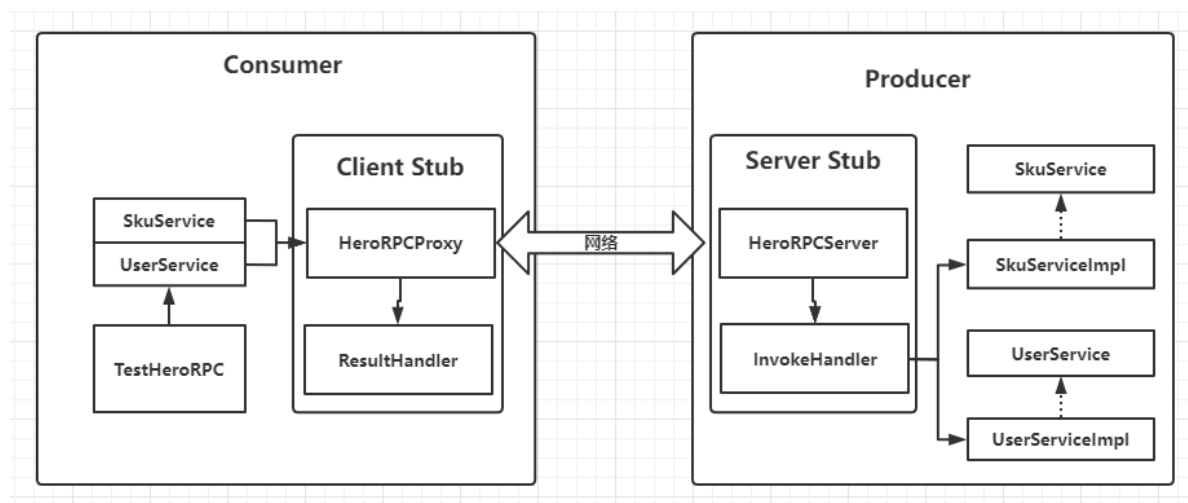 Consumer
Client Stub
SkuService
UserService
TestHeroRPC
HeroRPCProxy
ResultHandler
网络
Producer
Server Stub
HeroRPCServer
InvokeHandler
SkuService
SkuServiceImpl
UserService
UserServiceImpl